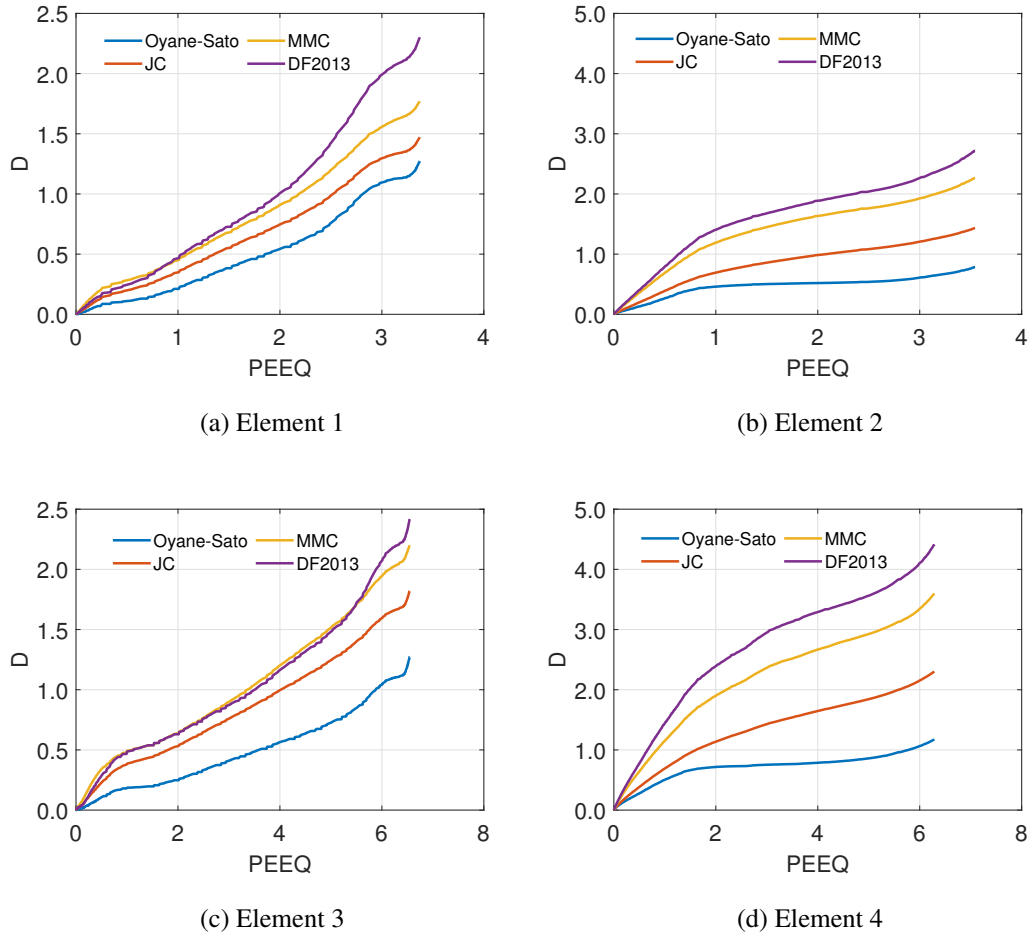 2.5
2.0
1.5
1.0
0.5
0.0
D
Oyane-Sato
JC
MMC
DF2013
0 1 2 3 4
PEEQ
(a) Element 1
5.0
4.0
3.0
2.0
1.0
0.0
D
Oyane-Sato
JC
MMC
DF2013
0 1 2 3 4
PEEQ
(b) Element 2
2.5
2.0
1.5
1.0
0.5
0.0
D
Oyane-Sato
JC
MMC
DF2013
0 2 4 6 8
PEEQ
(c) Element 3
5.0
4.0
3.0
2.0
1.0
0.0
D
Oyane-Sato
JC
MMC
DF2013
0 2 4 6 8
PEEQ
(d) Element 4